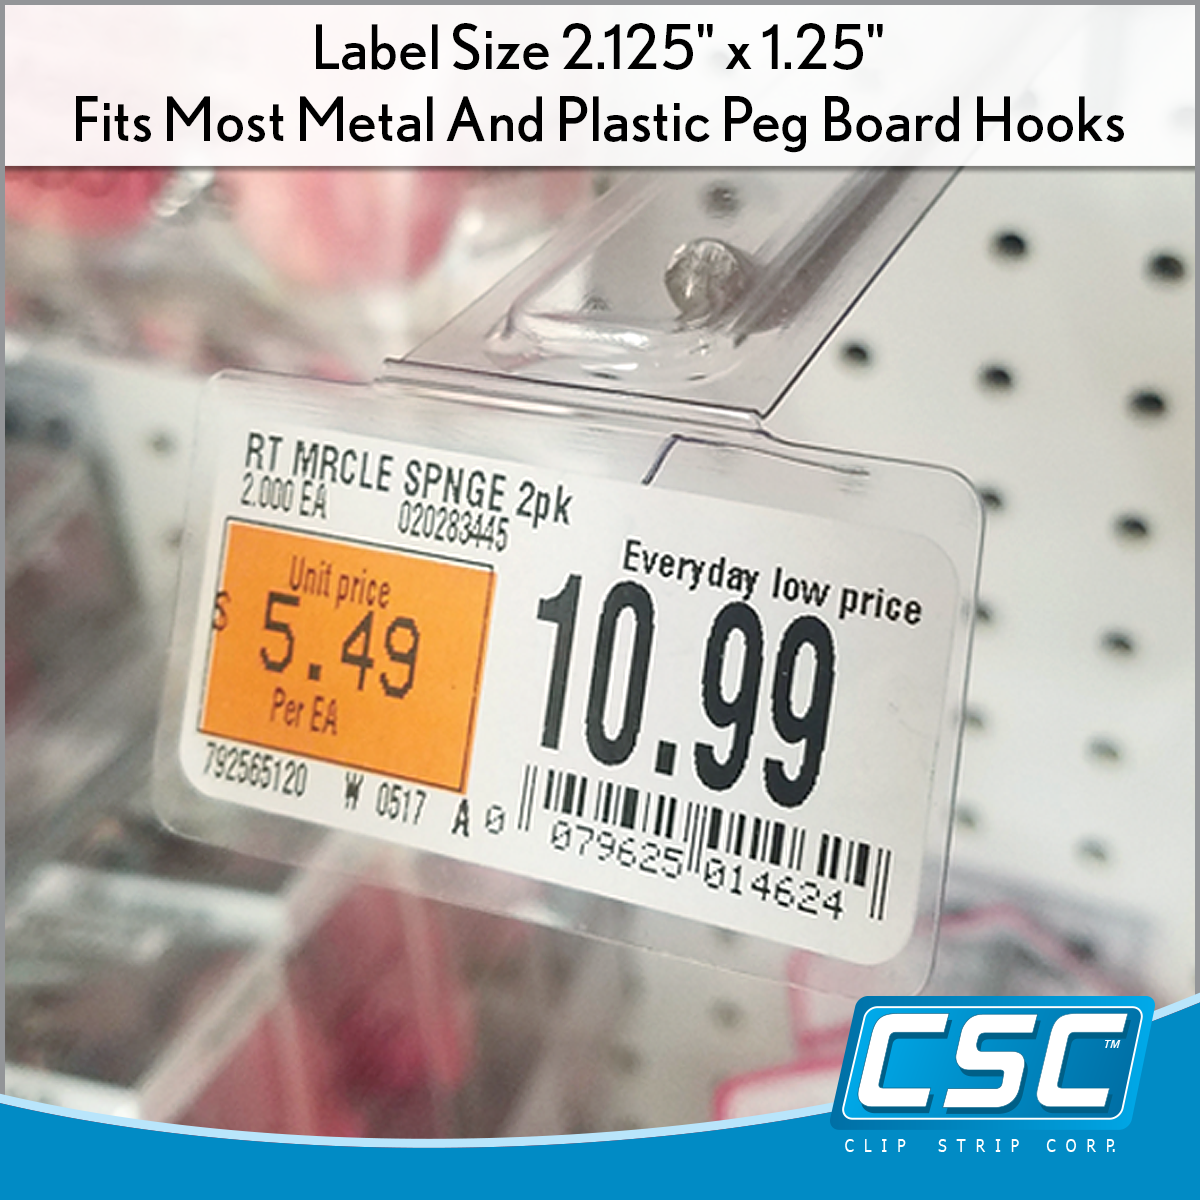 Label Size 2.125" x 1.25"
Fits Most Metal And Plastic Peg Board Hooks
RT MRCLE SPNGE 2pk
2.000 EA 020283445
Unit price
$ 5.49
Per EA
Everyday low price
10.99
792565120 W 0517 A 0
079625 014624
CSC™
CLIP STRIP CORP.